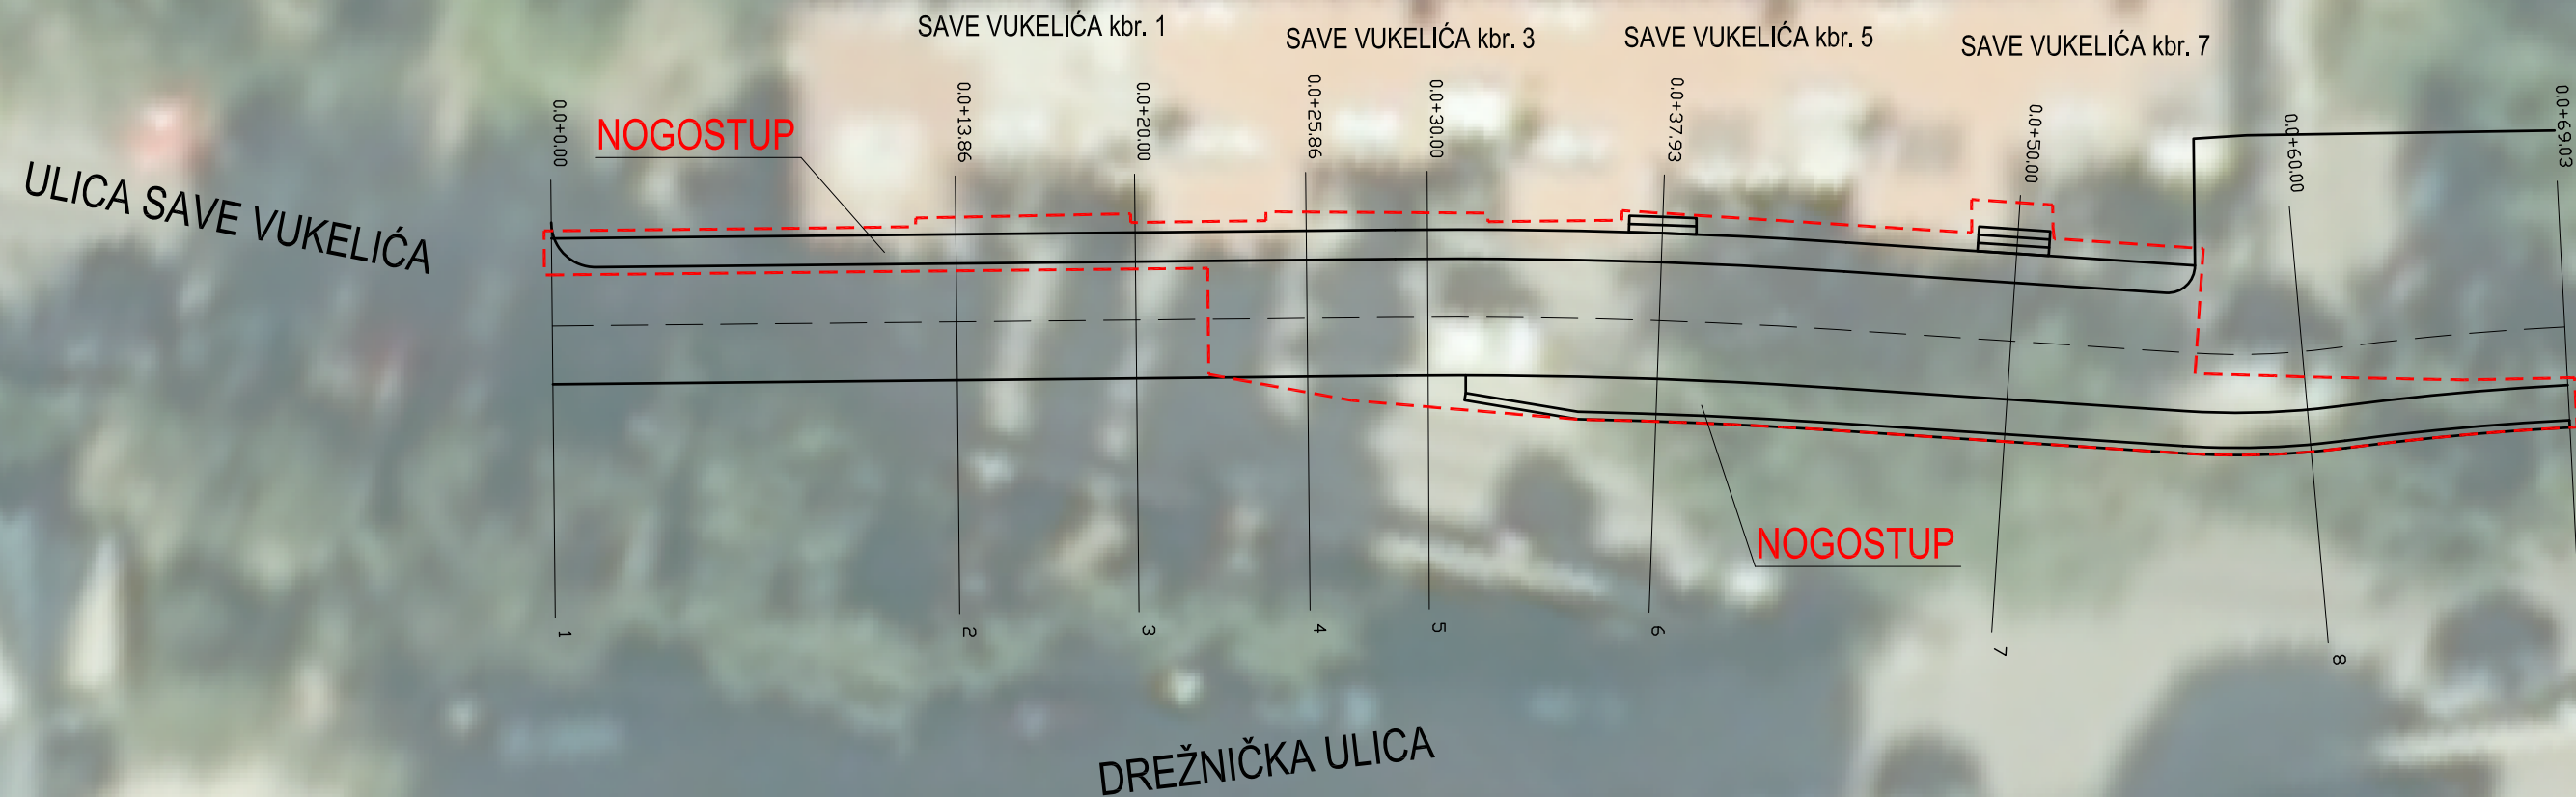 SAVE VUKELIĆA kbr. 1
SAVE VUKELIĆA kbr. 3
SAVE VUKELIĆA kbr. 5
SAVE VUKELIĆA kbr. 7
0.0+0.00
0.0+13.86
0.0+20.00
0.0+25.86
0.0+30.00
0.0+37.93
0.0+50.00
0.0+60.00
0.0+69.03
NOGOSTUP
ULICA SAVE VUKELIĆA
NOGOSTUP
1
2
3
4
5
6
7
8
DREŽNIČKA ULICA